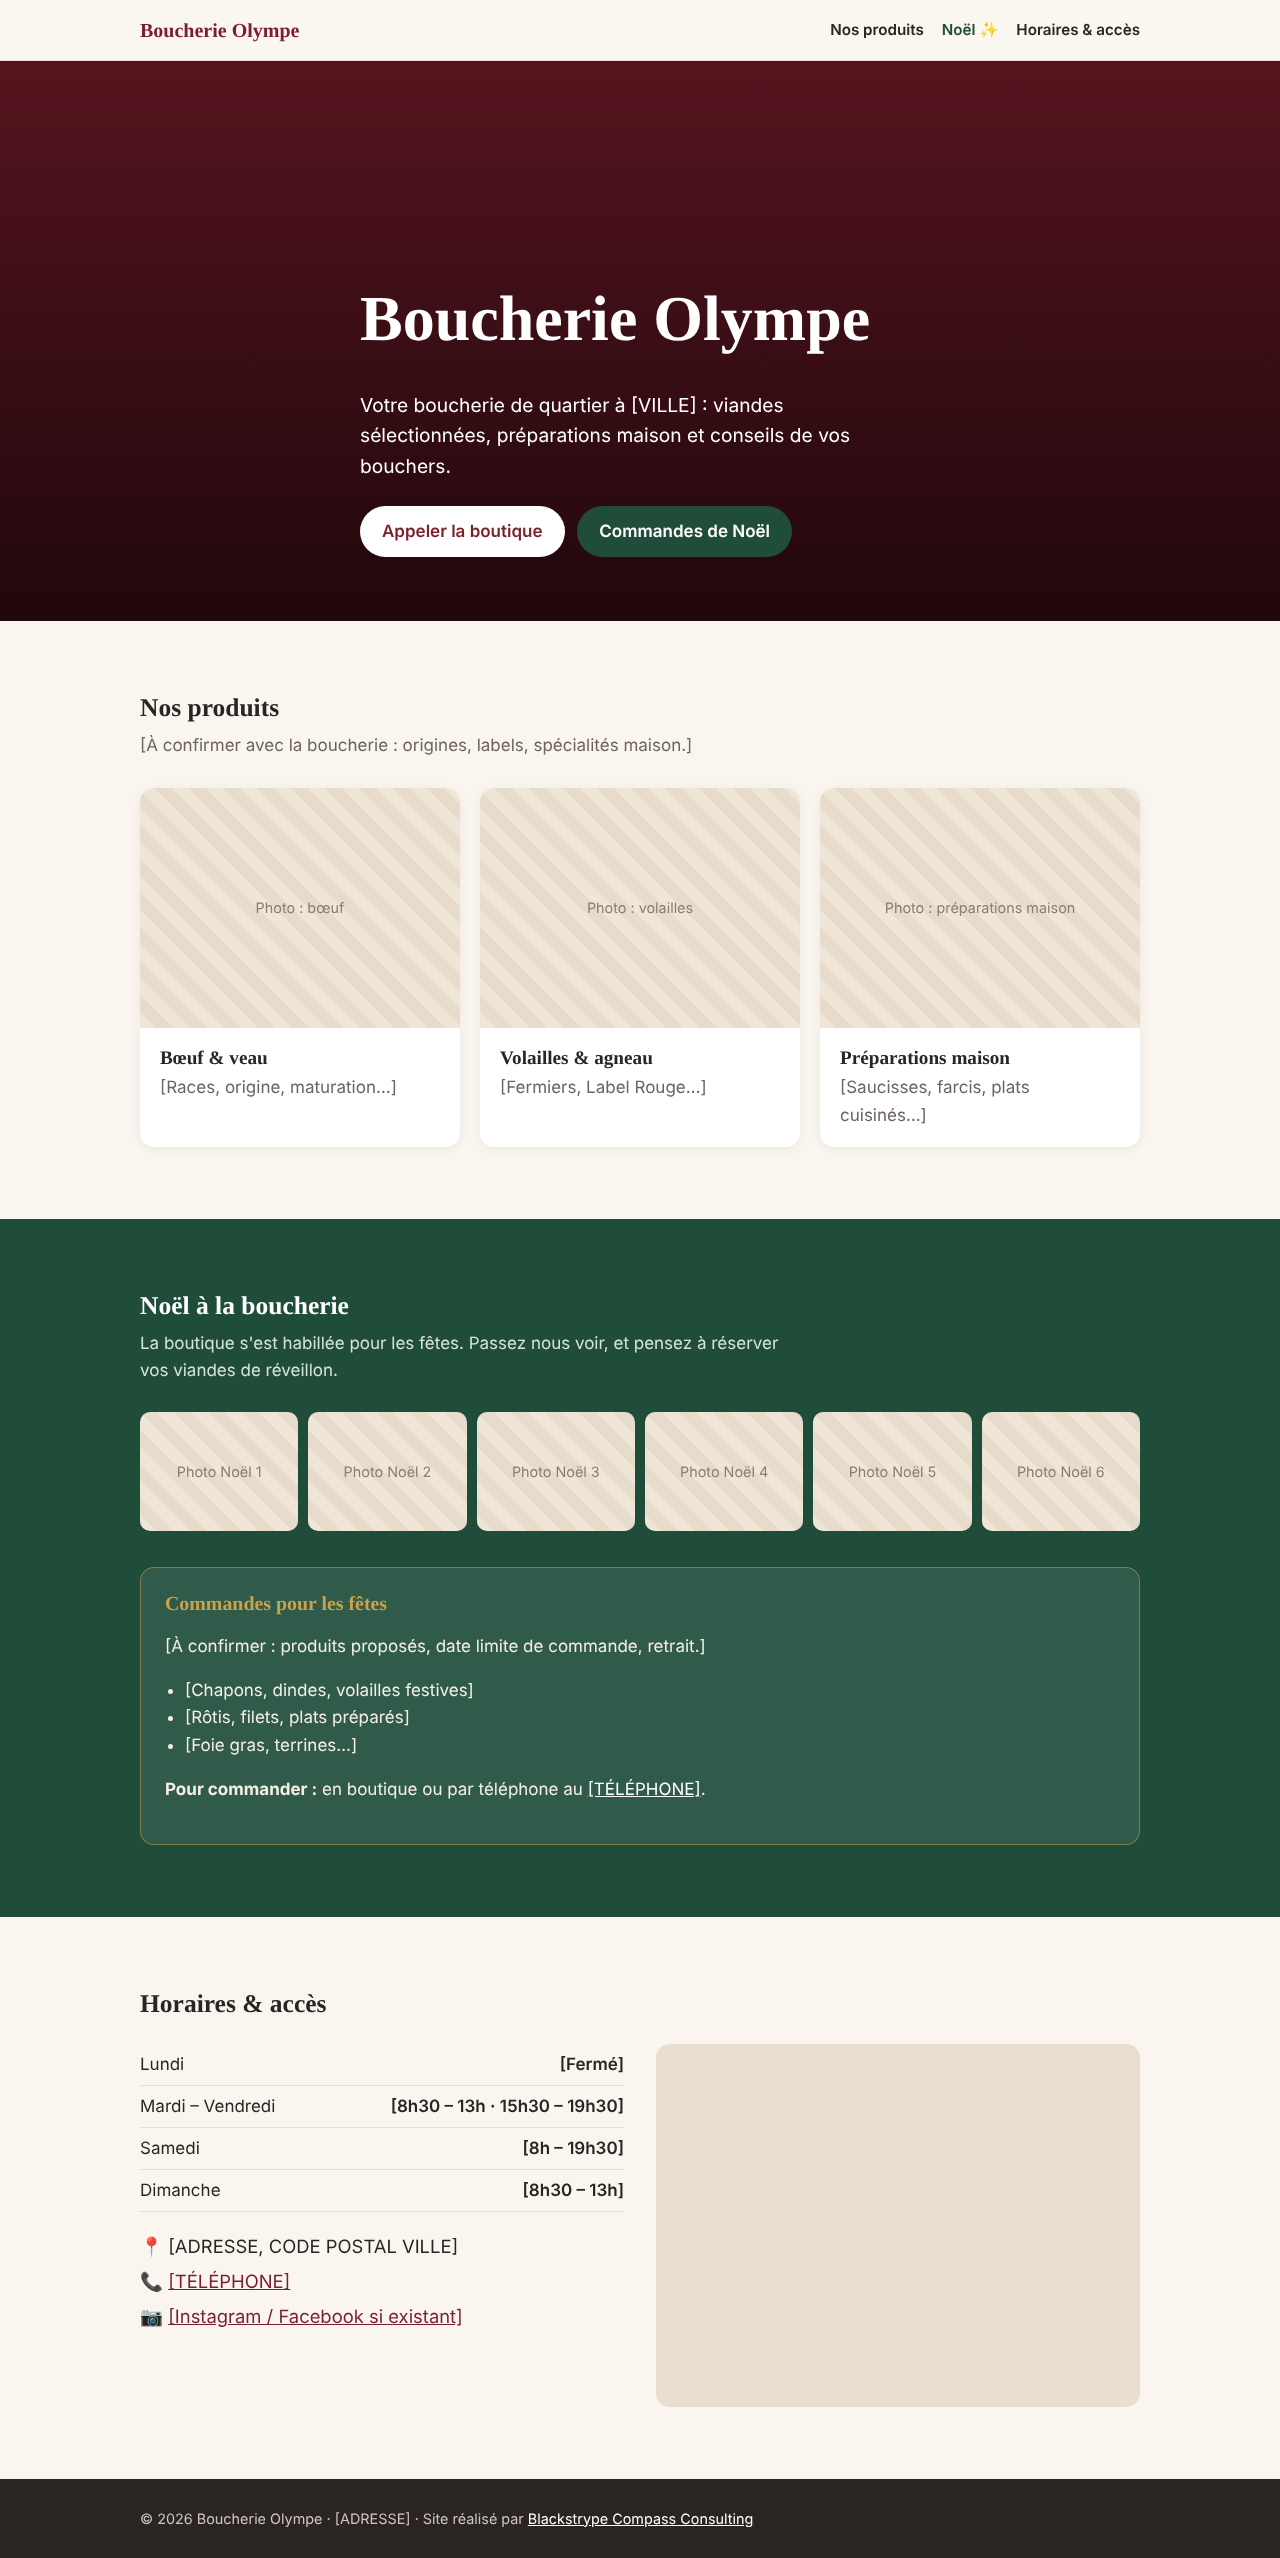 Boucherie Olympe
Nos produits Noël ✨ Horaires & accès
Boucherie Olympe
Votre boucherie de quartier à [VILLE] : viandes
sélectionnées, préparations maison et conseils de vos
bouchers.
Appeler la boutique Commandes de Noël
Nos produits
[À confirmer avec la boucherie : origines, labels, spécialités maison.]
Photo : bœuf
Photo : volailles
Photo : préparations maison
Bœuf & veau
[Races, origine, maturation…]
Volailles & agneau
[Fermiers, Label Rouge…]
Préparations maison
[Saucisses, farcis, plats
cuisinés…]
Noël à la boucherie
La boutique s'est habillée pour les fêtes. Passez nous voir, et pensez à réserver
vos viandes de réveillon.
Photo Noël 1
Photo Noël 2
Photo Noël 3
Photo Noël 4
Photo Noël 5
Photo Noël 6
Commandes pour les fêtes
[À confirmer : produits proposés, date limite de commande, retrait.]
• [Chapons, dindes, volailles festives]
• [Rôtis, filets, plats préparés]
• [Foie gras, terrines…]
Pour commander : en boutique ou par téléphone au [TÉLÉPHONE].
Horaires & accès
Lundi [Fermé]
Mardi – Vendredi [8h30 – 13h · 15h30 – 19h30]
Samedi [8h – 19h30]
Dimanche [8h30 – 13h]
📍 [ADRESSE, CODE POSTAL VILLE]
📞 [TÉLÉPHONE]
📷 [Instagram / Facebook si existant]
© 2026 Boucherie Olympe · [ADRESSE] · Site réalisé par Blackstrype Compass Consulting